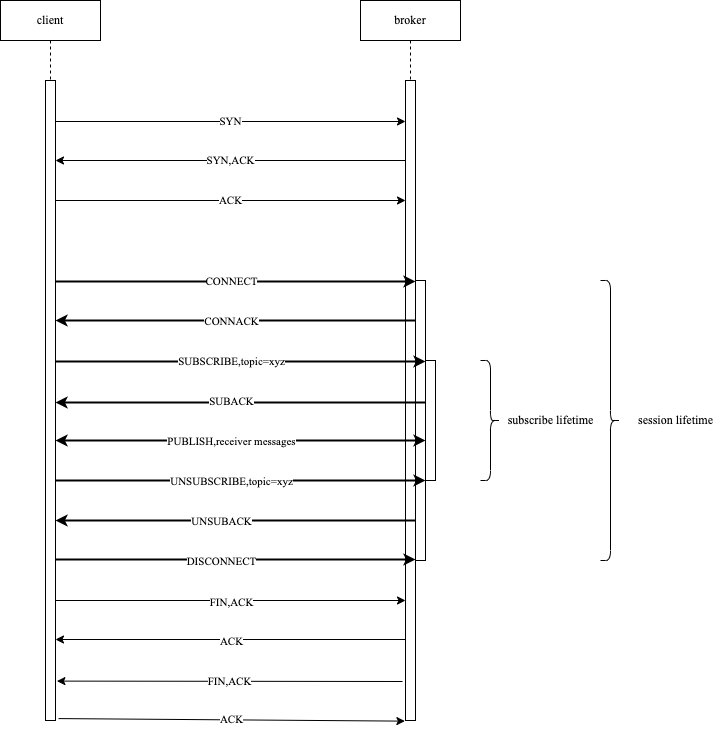 client
broker
SYN
SYN,ACK
ACK
CONNECT
CONNACK
SUBSCRIBE,topic=xyz
SUBACK
subscribe lifetime
session lifetime
PUBLISH,receiver messages
UNSUBSCRIBE,topic=xyz
UNSUBACK
DISCONNECT
FIN,ACK
ACK
FIN,ACK
ACK